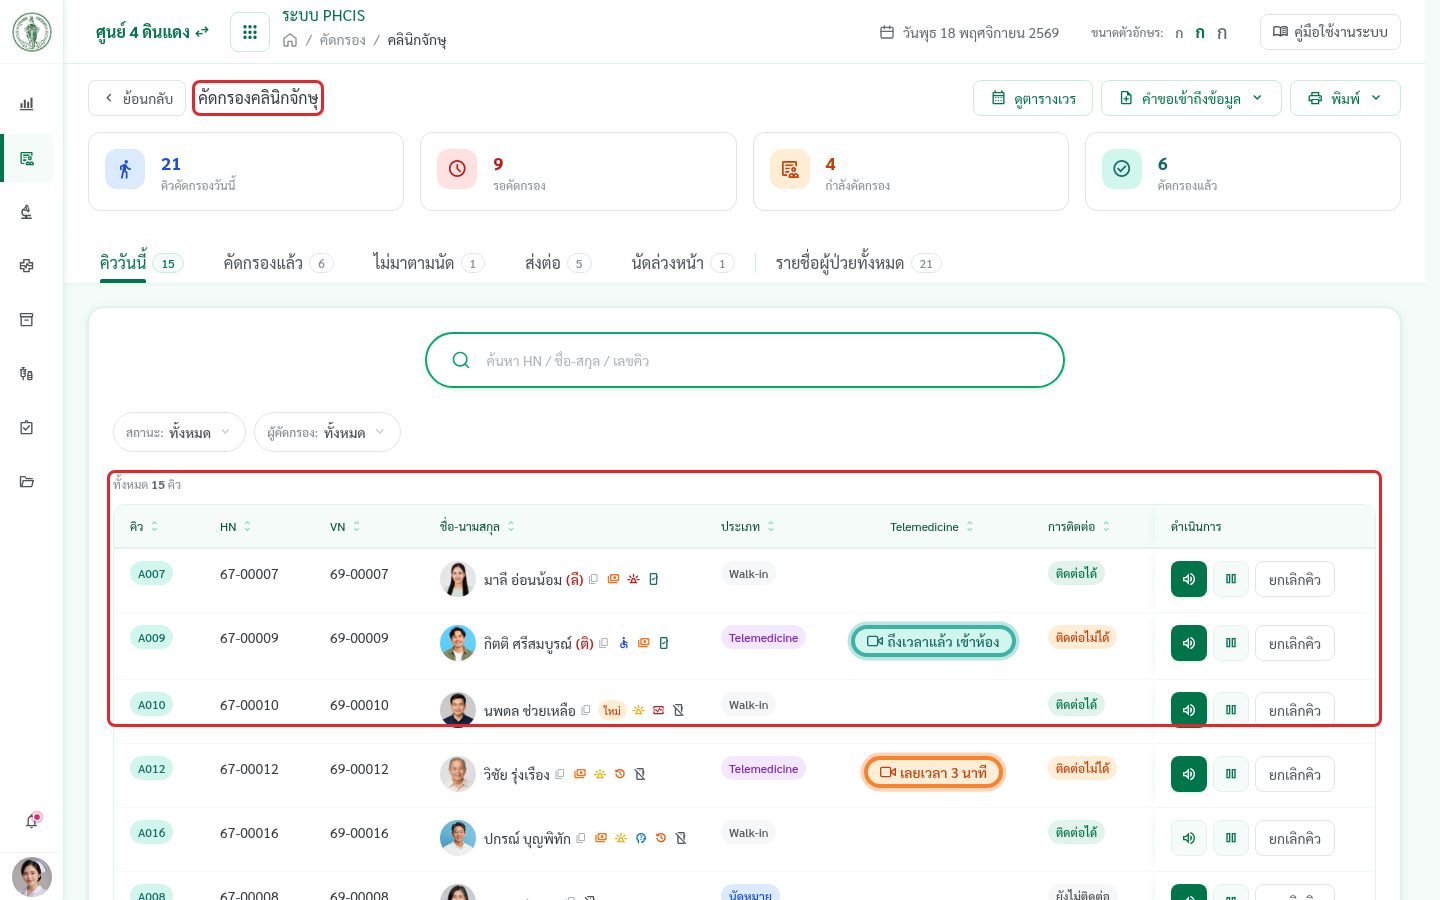 ศูนย์ 4 ดินแดง
ระบบ PHCIS
/ คัดกรอง / คลินิกจักษุ
วันพุธ 18 พฤศจิกายน 2569
ขนาดตัวอักษร: ก ก ก
คู่มือใช้งานระบบ
ย้อนกลับ
คัดกรองคลินิกจักษุ
ดูตารางเวร
คำขอเข้าถึงข้อมูล
พิมพ์
21
คิวคัดกรองวันนี้
9
รอคัดกรอง
4
กำลังคัดกรอง
6
คัดกรองแล้ว
คิววันนี้ 15
คัดกรองแล้ว 6
ไม่มาตามนัด 1
ส่งต่อ 5
นัดล่วงหน้า 1
รายชื่อผู้ป่วยทั้งหมด 21
ค้นหา HN / ชื่อ-สกุล / เลขคิว
สถานะ: ทั้งหมด
ผู้คัดกรอง: ทั้งหมด
ทั้งหมด 15 คิว
คิว HN VN ชื่อ-นามสกุล ประเภท Telemedicine การติดต่อ ดำเนินการ
A007 67-00007 69-00007 มาลี อ่อนน้อม (ลี) Walk-in ติดต่อได้ ยกเลิกคิว
A009 67-00009 69-00009 กิตติ ศรีสมบูรณ์ (ติ) Telemedicine ถึงเวลาแล้ว เข้าห้อง ติดต่อไม่ได้ ยกเลิกคิว
A010 67-00010 69-00010 นพดล ช่วยเหลือ ใหม่ Walk-in ติดต่อได้ ยกเลิกคิว
A012 67-00012 69-00012 วิชัย รุ่งเรือง Telemedicine เลยเวลา 3 นาที ติดต่อไม่ได้ ยกเลิกคิว
A016 67-00016 69-00016 ปกรณ์ บุญพิทัก Walk-in ติดต่อได้ ยกเลิกคิว
A008 67-00008 69-00008 นัดหมาย ยังไม่ติดต่อ